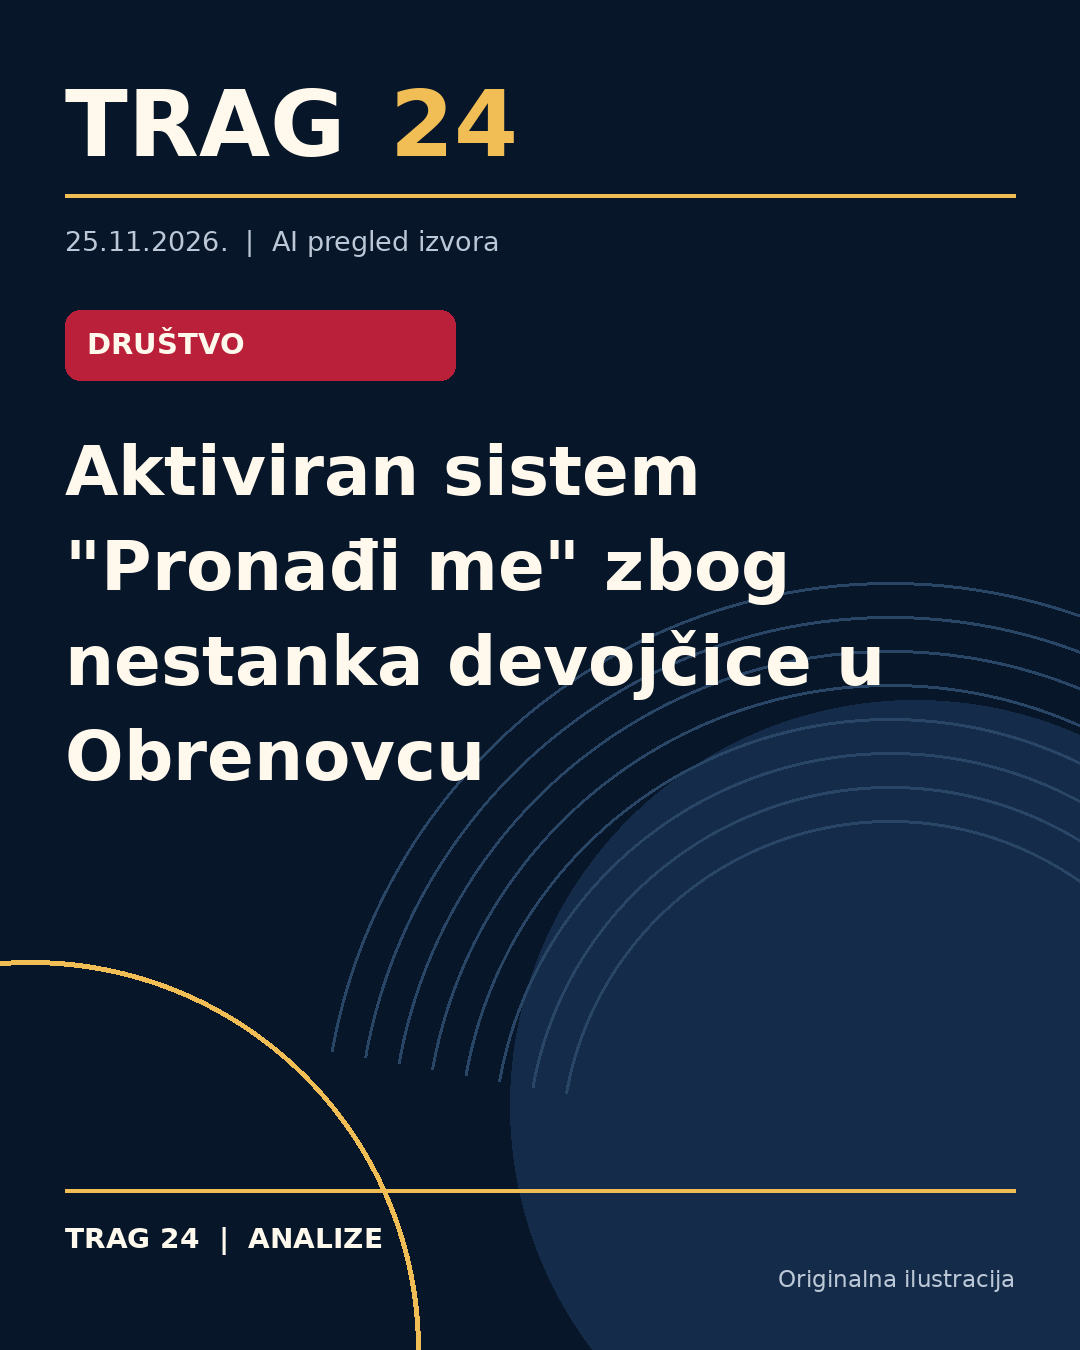 TRAG 24
25.11.2026. | AI pregled izvora
DRUŠTVO
Aktiviran sistem
"Pronađi me" zbog
nestanka devojčice u
Obrenovcu
TRAG 24 | ANALIZE
Originalna ilustracija